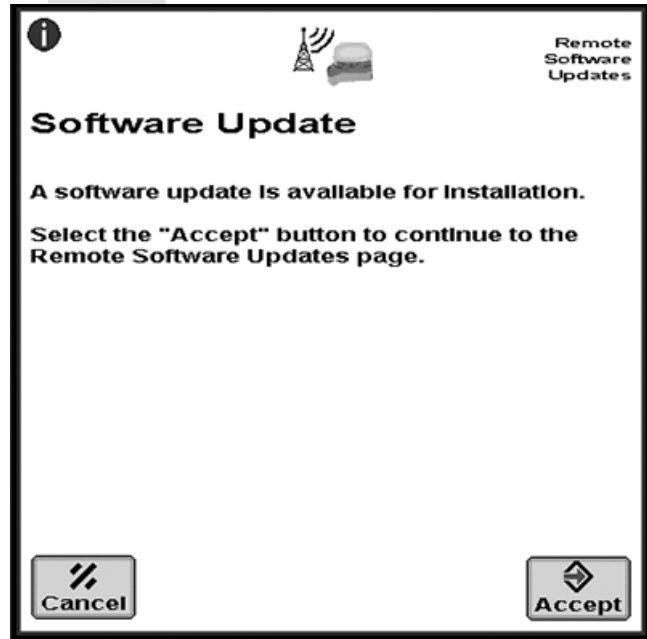 Remote
Software
Updates
Software Update
A software update is available for installation.
Select the "Accept" button to continue to the
Remote Software Updates page.
Cancel
Accept